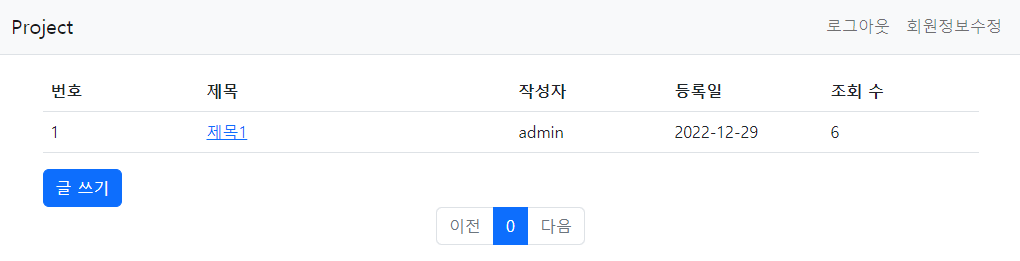 Project 로그아웃 회원정보수정
번호 제목 작성자 등록일 조회 수
1 제목1 admin 2022-12-29 6
글 쓰기
이전 0 다음